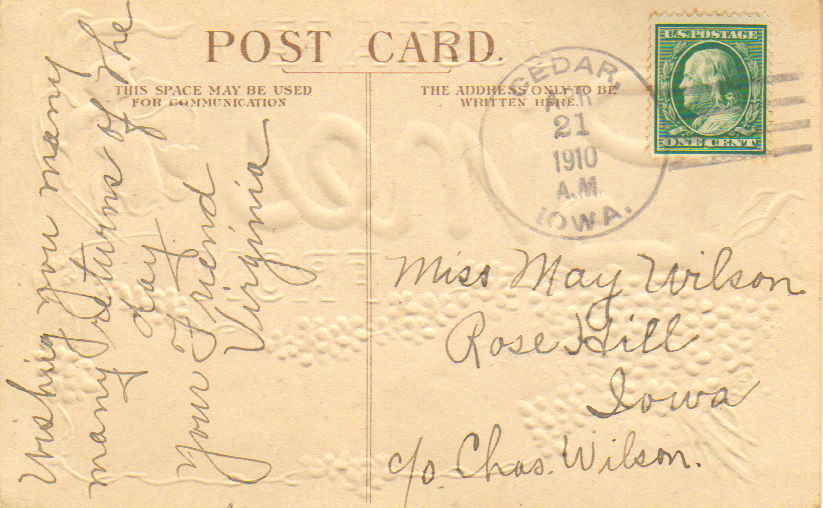 POST CARD.
THIS SPACE MAY BE USED
FOR COMMUNICATION
THE ADDRESS ONLY TO BE
WRITTEN HERE.
U.S. POSTAGE
ONE CENT
CEDAR,
APR
21
1910
A.M.
IOWA.
Wishing you many
many returns of the
day
Your Friend
Virginia
Miss May Wilson
Rose Hill
Iowa
c/o. Chas. Wilson.